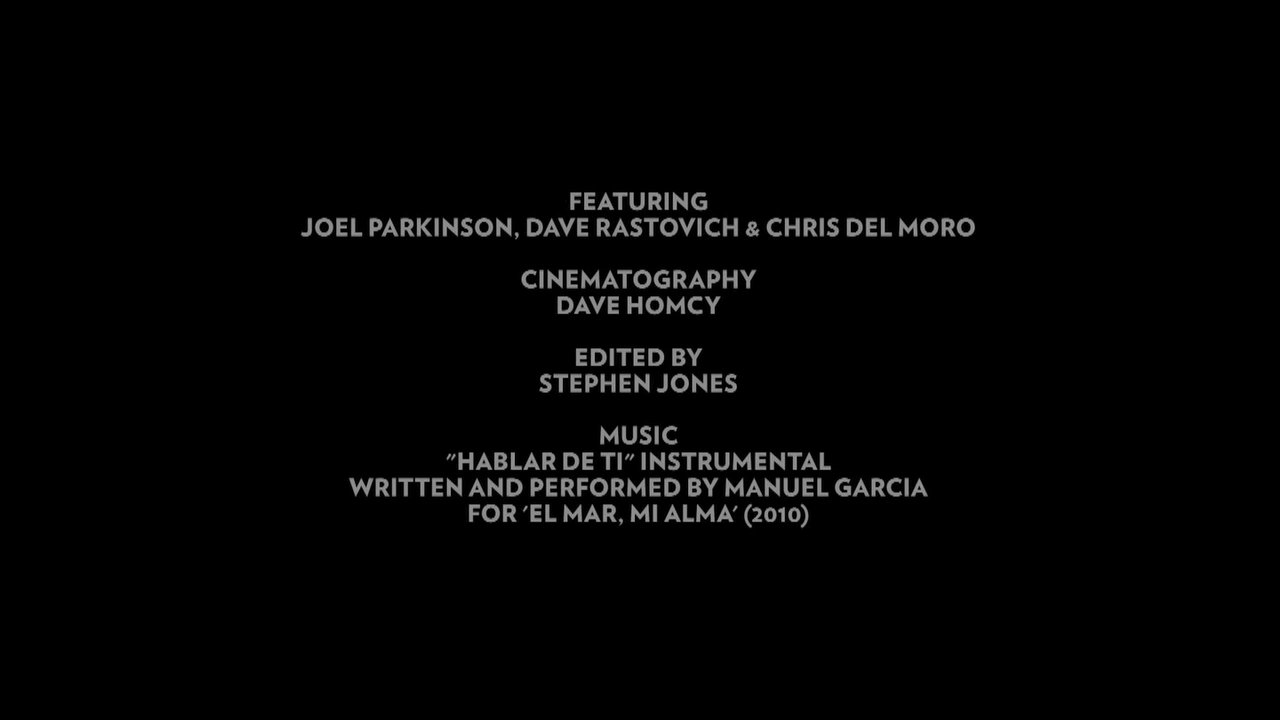 FEATURING
JOEL PARKINSON, DAVE RASTOVICH & CHRIS DEL MORO
CINEMATOGRAPHY
DAVE HOMCY
EDITED BY
STEPHEN JONES
MUSIC
"HABLAR DE TI" INSTRUMENTAL
WRITTEN AND PERFORMED BY MANUEL GARCIA
FOR 'EL MAR, MI ALMA' (2010)